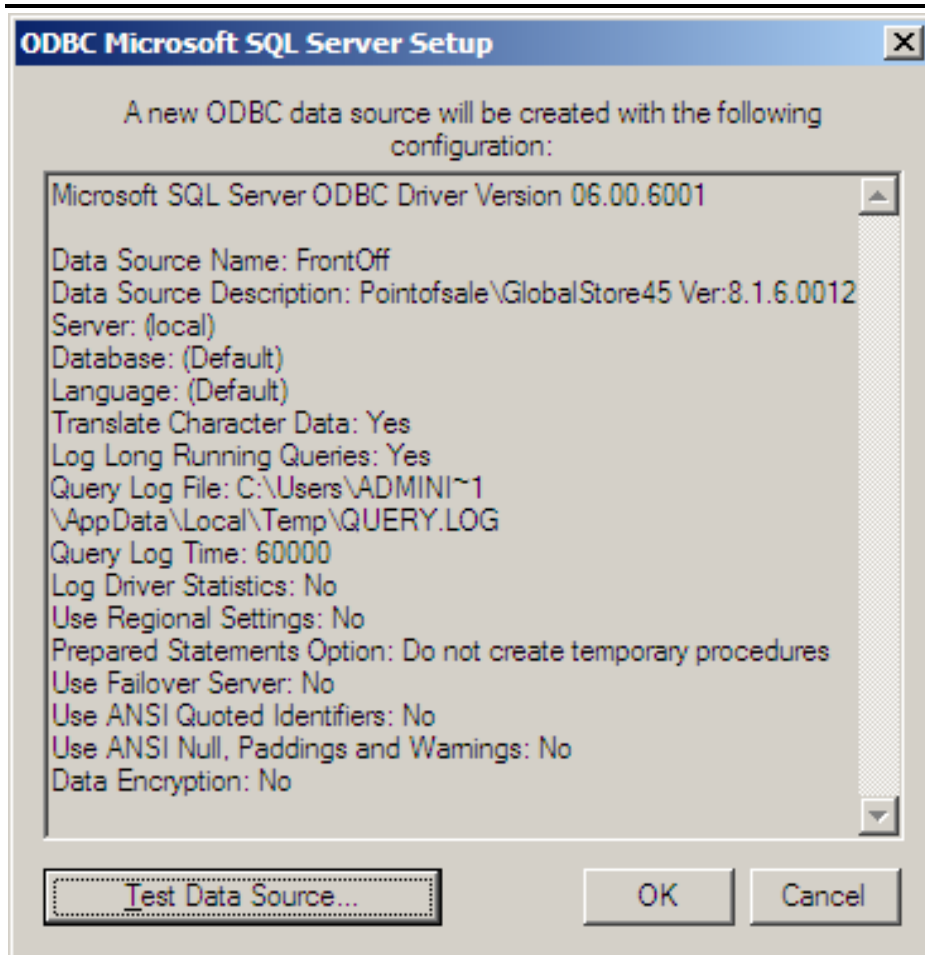 ODBC Microsoft SQL Server Setup
A new ODBC data source will be created with the following
configuration:
Microsoft SQL Server ODBC Driver Version 06.00.6001
Data Source Name: FrontOff
Data Source Description: Pointofsale\GlobalStore45 Ver:8.1.6.0012
Server: (local)
Database: (Default)
Language: (Default)
Translate Character Data: Yes
Log Long Running Queries: Yes
Query Log File: C:\Users\ADMINI~1
\AppData\Local\Temp\QUERY.LOG
Query Log Time: 60000
Log Driver Statistics: No
Use Regional Settings: No
Prepared Statements Option: Do not create temporary procedures
Use Failover Server: No
Use ANSI Quoted Identifiers: No
Use ANSI Null, Paddings and Warnings: No
Data Encryption: No
Test Data Source...
OK
Cancel